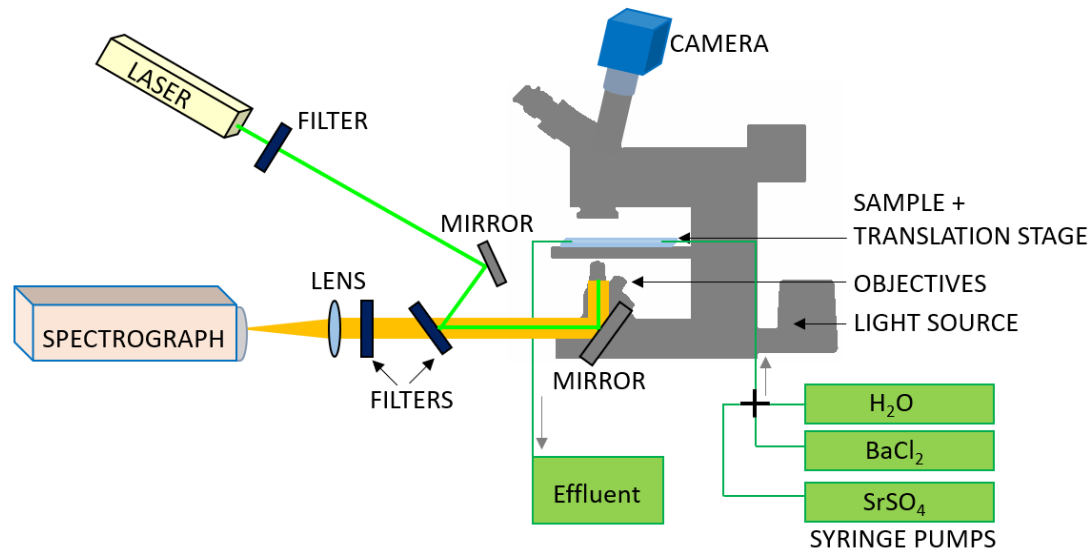 CAMERA
LASER
FILTER
MIRROR
SAMPLE +
TRANSLATION STAGE
LENS
OBJECTIVES
SPECTROGRAPH
LIGHT SOURCE
MIRROR
FILTERS
H₂O
BaCl₂
Effluent
SrSO₄
SYRINGE PUMPS